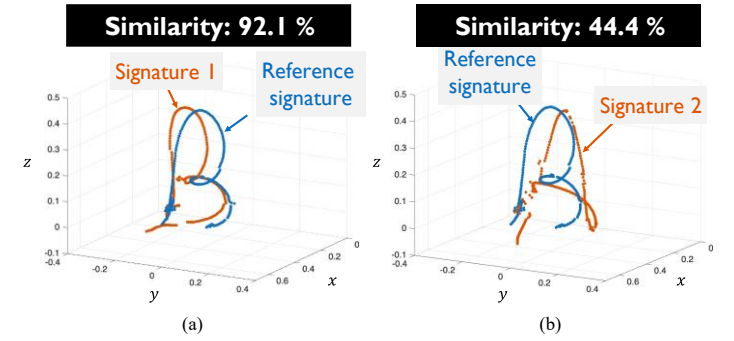 Similarity: 92.1 %
Signature 1
Reference
signature
0.5
0.4
0.3
z
0.2
0.1
0
-0.1
-0.4
-0.2
0
0.2
0.4
y
0.6
0.4
0.2
0
x
(a)
Similarity: 44.4 %
Reference
signature
Signature 2
0.5
0.4
0.3
z
0.2
0.1
0
-0.1
-0.4
-0.2
0
0.2
0.4
y
0.6
0.4
0.2
0
x
(b)